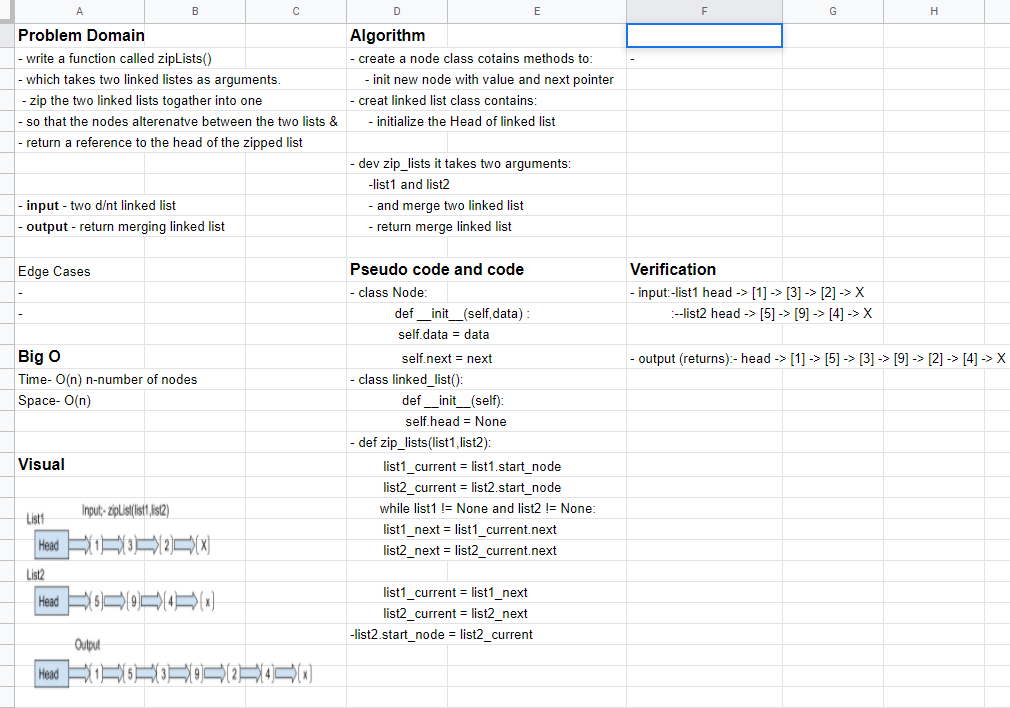 A B C D E F G H
Problem Domain
- write a function called zipLists()
- which takes two linked listes as arguments.
- zip the two linked lists togather into one
- so that the nodes alterenatve between the two lists &
- return a reference to the head of the zipped list
- input - two d/nt linked list
- output - return merging linked list
Edge Cases
-
-
Big O
Time- O(n) n-number of nodes
Space- O(n)
Visual
Input:- zipList(list1,list2)
List1
Head (1) (3) (2) (X]
List2
Head (5) (9) (4) (x]
Output
Head (1) (5) (3) (9) (2) (4) (x]
Algorithm
- create a node class cotains methods to:
- init new node with value and next pointer
- creat linked list class contains:
- initialize the Head of linked list
- dev zip_lists it takes two arguments:
-list1 and list2
- and merge two linked list
- return merge linked list
Pseudo code and code
- class Node:
def __init__(self,data) :
self.data = data
self.next = next
- class linked_list():
def __init__(self):
self.head = None
- def zip_lists(list1,list2):
list1_current = list1.start_node
list2_current = list2.start_node
while list1 != None and list2 != None:
list1_next = list1_current.next
list2_next = list2_current.next
list1_current = list1_next
list2_current = list2_next
-list2.start_node = list2_current
-
Verification
- input:-list1 head -> [1] -> [3] -> [2] -> X
:--list2 head -> [5] -> [9] -> [4] -> X
- output (returns):- head -> [1] -> [5] -> [3] -> [9] -> [2] -> [4] -> X